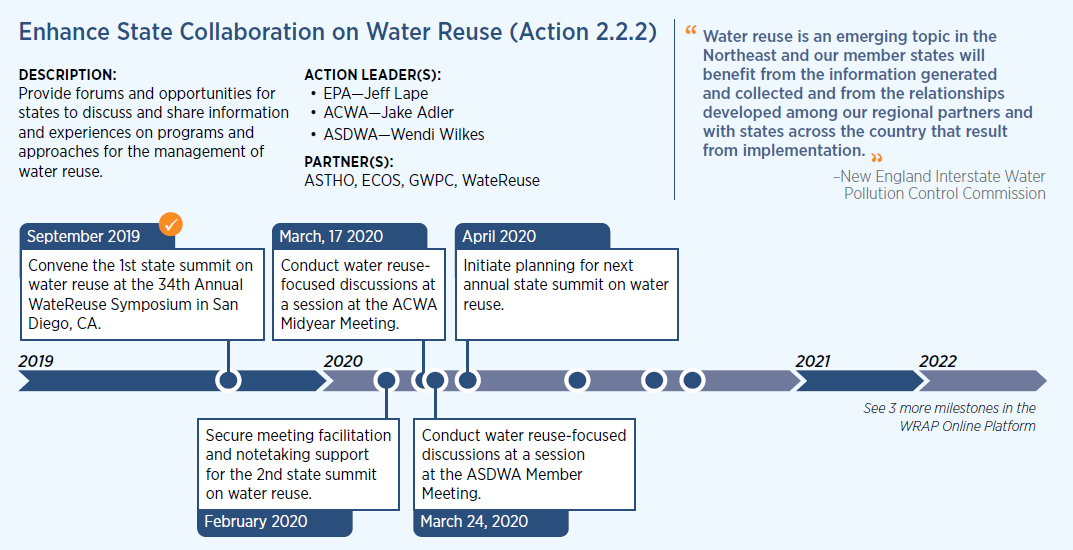 Enhance State Collaboration on Water Reuse (Action 2.2.2)
DESCRIPTION:
Provide forums and opportunities for
states to discuss and share information
and experiences on programs and
approaches for the management of
water reuse.
ACTION LEADER(S):
• EPA—Jeff Lape
• ACWA—Jake Adler
• ASDWA—Wendi Wilkes
PARTNER(S):
ASTHO, ECOS, GWPC, WateReuse
“ Water reuse is an emerging topic in the
Northeast and our member states will
benefit from the information generated
and collected and from the relationships
developed among our regional partners and
with states across the country that result
from implementation. ”
–New England Interstate Water
Pollution Control Commission
September 2019
Convene the 1st state summit on
water reuse at the 34th Annual
WateReuse Symposium in San
Diego, CA.
March, 17 2020
Conduct water reuse-
focused discussions at
a session at the ACWA
Midyear Meeting.
April 2020
Initiate planning for next
annual state summit on water
reuse.
2019
2020
2021
2022
See 3 more milestones in the
WRAP Online Platform
Secure meeting facilitation
and notetaking support
for the 2nd state summit
on water reuse.
February 2020
Conduct water reuse-focused
discussions at a session
at the ASDWA Member
Meeting.
March 24, 2020